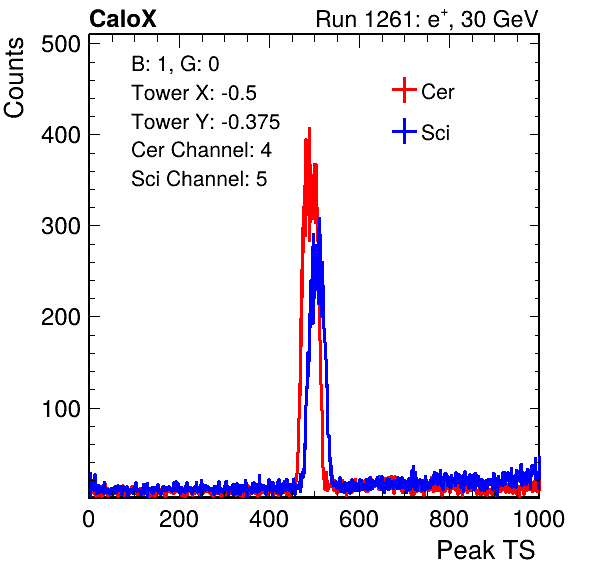 CaloX Run 1261: e⁺, 30 GeV
Counts
500
400
300
200
100
B: 1, G: 0
Tower X: -0.5
Tower Y: -0.375
Cer Channel: 4
Sci Channel: 5
Cer
Sci
0 200 400 600 800 1000
Peak TS